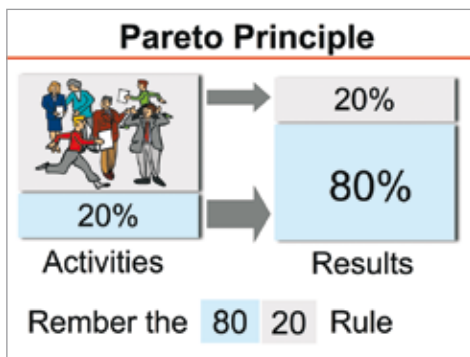 Pareto Principle
20%
80%
20%
Activities Results
Rember the 80 20 Rule